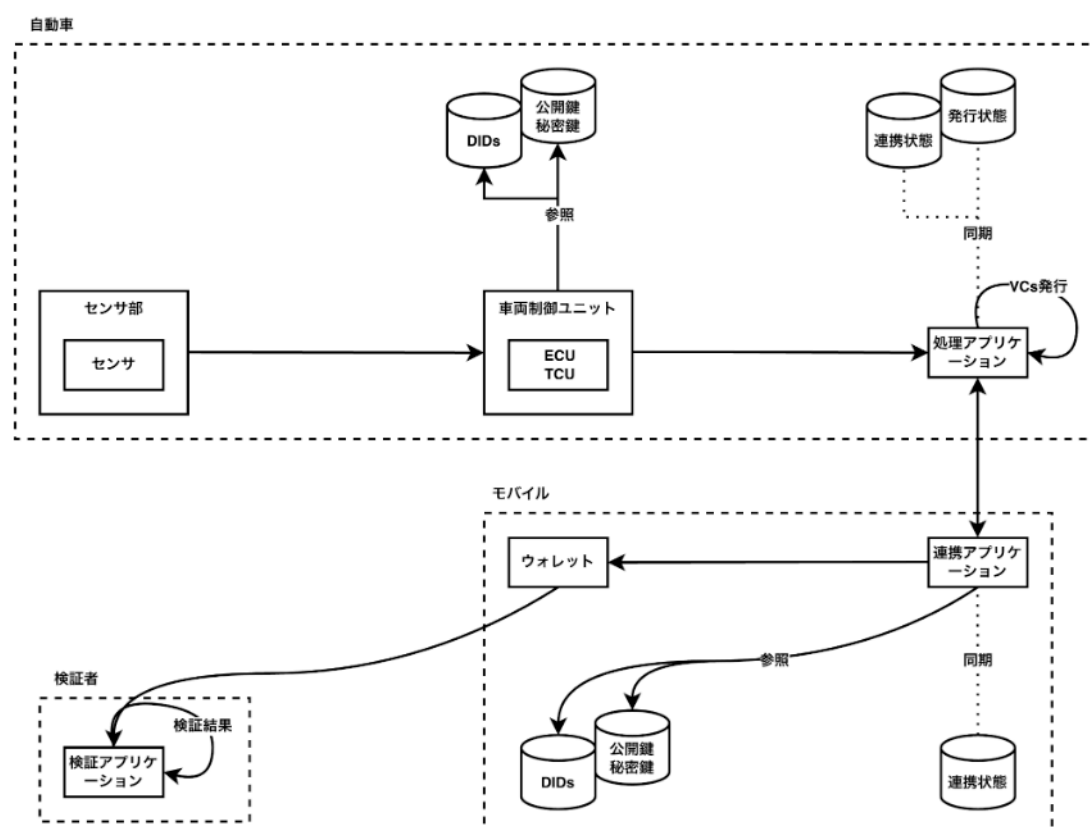 自動車
DIDs
公開鍵
秘密鍵
参照
連携状態
発行状態
同期
VCs発行
センサ部
センサ
車両制御ユニット
ECU
TCU
処理アプリケ
ーション
モバイル
ウォレット
連携アプリケ
ーション
参照
同期
検証者
検証結果
検証アプリケ
ーション
DIDs
公開鍵
秘密鍵
連携状態